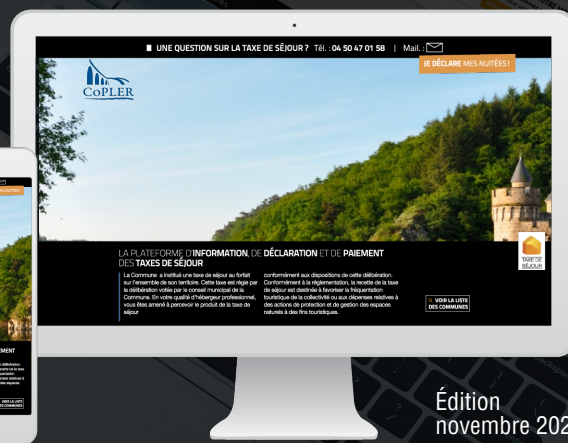 ■ UNE QUESTION SUR LA TAXE DE SÉJOUR ? Tél. : 04 50 47 01 58 | Mail. :
JE DÉCLARE MES NUITÉES !
CoPLER
LA PLATEFORME D'INFORMATION, DE DÉCLARATION ET DE PAIEMENT
DES TAXES DE SÉJOUR
La Commune a institué une taxe de séjour au forfait
sur l'ensemble de son territoire. Cette taxe est régie par
la délibération votée par le conseil municipal de la
Commune. En votre qualité d'hébergeur professionnel,
vous êtes amené à percevoir le produit de la taxe de
séjour
conformément aux dispositions de cette délibération.
Conformément à la réglementation, la recette de la taxe
de séjour est destinée à favoriser la fréquentation
touristique de la collectivité ou aux dépenses relatives à
des actions de protection et de gestion des espaces
naturels à des fins touristiques.
TAXE DE
SÉJOUR
VOIR LA LISTE
DES COMMUNES
Édition
novembre 202